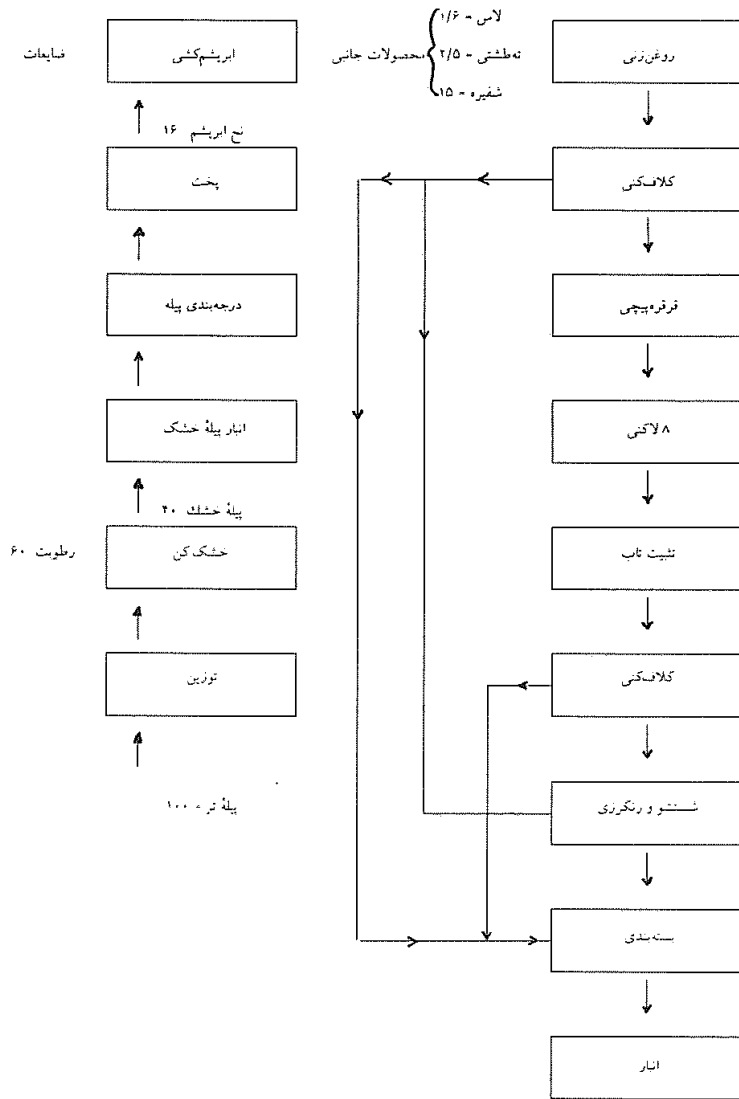 روغن‌زنی
کلاف‌کنی
قرقره‌پیچی
۸ لاکنی
تثبیت تاب
کلاف‌کنی
شستشو و رنگرزی
بسته‌بندی
انبار
محصولات جانبی
لاس - ۱/۶
ته‌طشتی - ۲/۵
شفیره - ۱۵
ضایعات
ابریشم‌کشی
نخ ابریشم ۱۶
پخت
درجه‌بندی پیله
انبار پیلهٔ خشک
پیلهٔ خشک ۴۰
خشک کن
رطوبت ۶۰
توزین
پیلهٔ تر - ۱۰۰